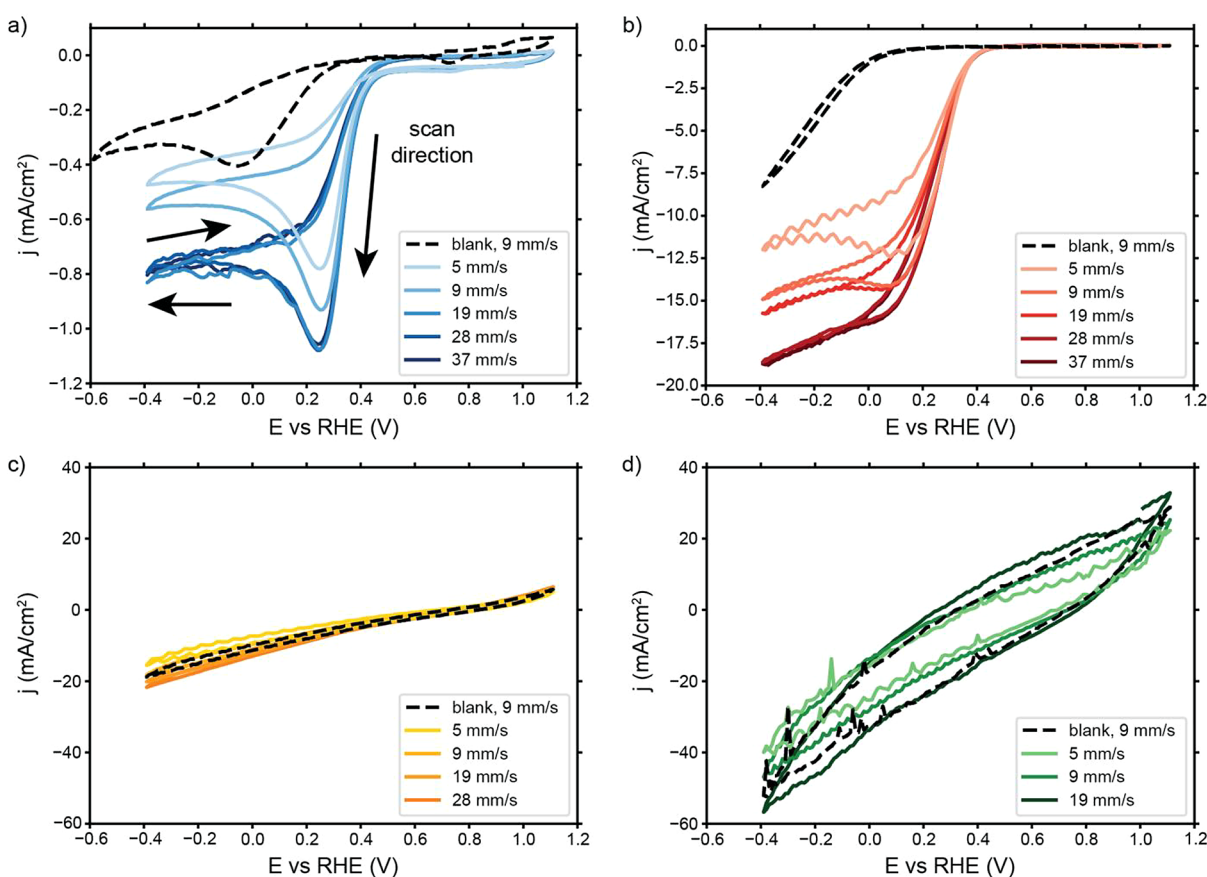 a)
0.0
−0.2
−0.4
−0.6
−0.8
−1.0
−1.2
j (mA/cm²)
scan
direction
blank, 9 mm/s
5 mm/s
9 mm/s
19 mm/s
28 mm/s
37 mm/s
−0.6 −0.4 −0.2 0.0 0.2 0.4 0.6 0.8 1.0 1.2
E vs RHE (V)
b)
0.0
−2.5
−5.0
−7.5
−10.0
−12.5
−15.0
−17.5
−20.0
j (mA/cm²)
blank, 9 mm/s
5 mm/s
9 mm/s
19 mm/s
28 mm/s
37 mm/s
−0.6 −0.4 −0.2 0.0 0.2 0.4 0.6 0.8 1.0 1.2
E vs RHE (V)
c)
40
20
0
−20
−40
−60
j (mA/cm²)
blank, 9 mm/s
5 mm/s
9 mm/s
19 mm/s
28 mm/s
−0.6 −0.4 −0.2 0.0 0.2 0.4 0.6 0.8 1.0 1.2
E vs RHE (V)
d)
40
20
0
−20
−40
−60
j (mA/cm²)
blank, 9 mm/s
5 mm/s
9 mm/s
19 mm/s
−0.6 −0.4 −0.2 0.0 0.2 0.4 0.6 0.8 1.0 1.2
E vs RHE (V)